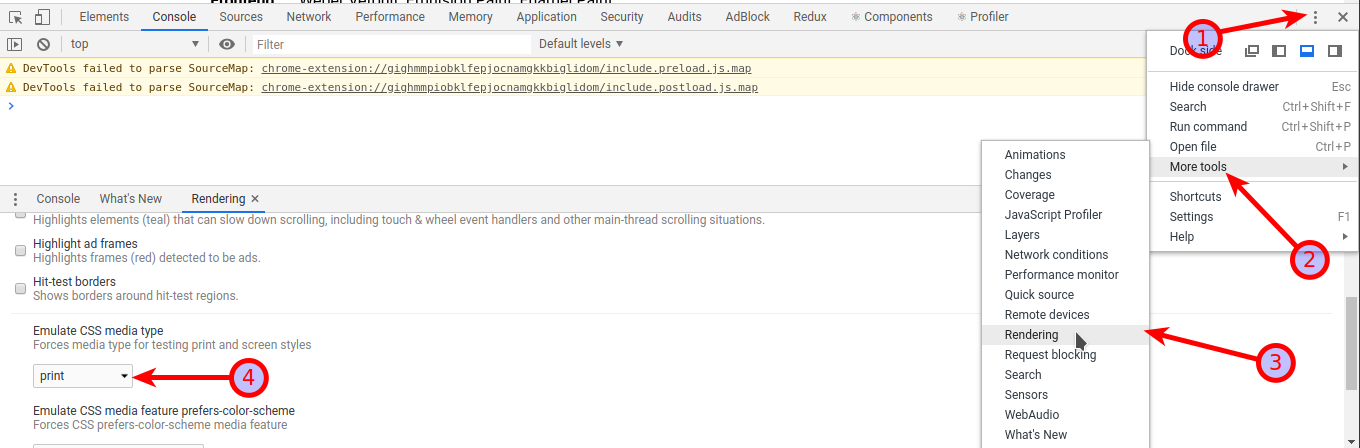 Elements Console Sources Network Performance Memory Application Security Audits AdBlock Redux Components Profiler
1
top Filter Default levels
Dock side
DevTools failed to parse SourceMap: chrome-extension://gighmmpiobklfepjocnamgkkbiglidom/include.preload.js.map
DevTools failed to parse SourceMap: chrome-extension://gighmmpiobklfepjocnamgkkbiglidom/include.postload.js.map
Hide console drawer Esc
Search Ctrl+Shift+F
Run command Ctrl+Shift+P
Open file Ctrl+P
More tools
Shortcuts
Settings F1
Help
2
Animations
Changes
Coverage
JavaScript Profiler
Layers
Network conditions
Performance monitor
Quick source
Remote devices
Rendering
Request blocking
Search
Sensors
WebAudio
What's New
3
Console What's New Rendering
Highlights elements (teal) that can slow down scrolling, including touch & wheel event handlers and other main-thread scrolling situations.
Highlight ad frames
Highlights frames (red) detected to be ads.
Hit-test borders
Shows borders around hit-test regions.
Emulate CSS media type
Forces media type for testing print and screen styles
print
4
Emulate CSS media feature prefers-color-scheme
Forces CSS prefers-color-scheme media feature